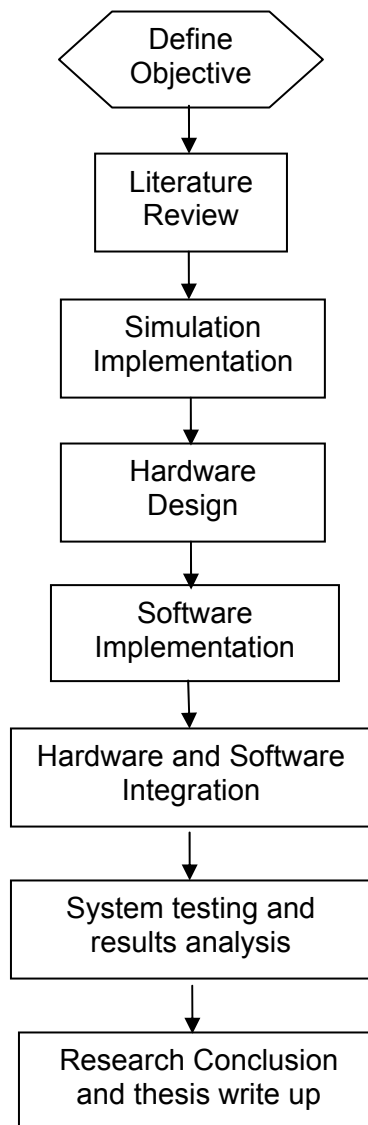 Define
Objective
Literature
Review
Simulation
Implementation
Hardware
Design
Software
Implementation
Hardware and Software
Integration
System testing and
results analysis
Research Conclusion
and thesis write up